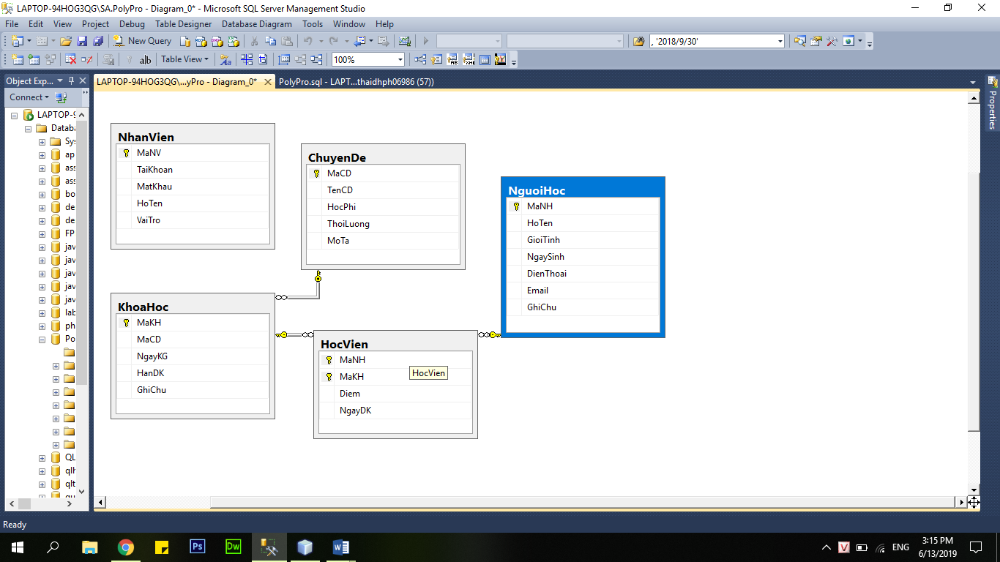 LAPTOP-94HOG3QG\SA.PolyPro - Diagram_0* - Microsoft SQL Server Management Studio
File Edit View Project Debug Table Designer Database Diagram Tools Window Help
New Query , '2018/9/30'
Table View 100%
Object Exp...
LAPTOP-94HOG3QG\...yPro - Diagram_0*
PolyPro.sql - LAPT...thaidhph06986 (57))
Properties
Connect
LAPTOP-9
Databa
Sys
ap
ass
ass
bo
de
de
FP
jav
jav
jav
jav
jav
lab
ph
Po
QL
qlh
qlt
NhanVien
MaNV
TaiKhoan
MatKhau
HoTen
VaiTro
ChuyenDe
MaCD
TenCD
HocPhi
ThoiLuong
MoTa
NguoiHoc
MaNH
HoTen
GioiTinh
NgaySinh
DienThoai
Email
GhiChu
KhoaHoc
MaKH
MaCD
NgayKG
HanDK
GhiChu
HocVien
MaNH
MaKH
Diem
NgayDK
HocVien
Ready
Ps
Dw
ENG
3:15 PM
6/13/2019